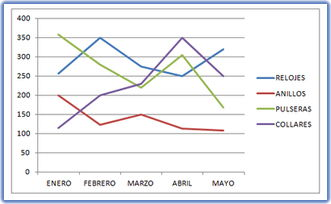 400
350
300
250
200
150
100
50
0
ENERO FEBRERO MARZO ABRIL MAYO
RELOJES
ANILLOS
PULSERAS
COLLARES